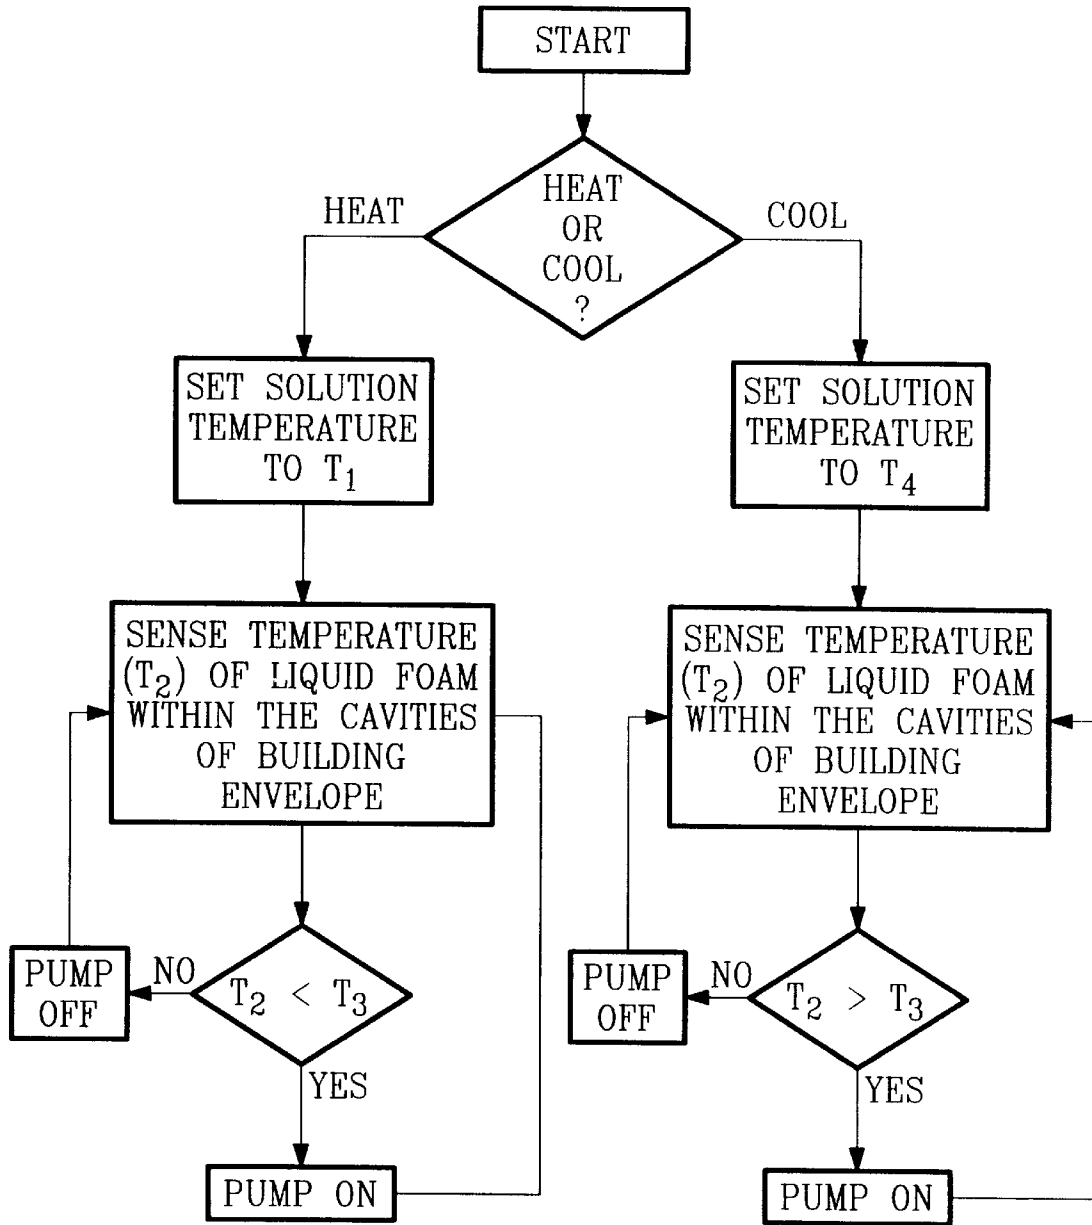 START
HEAT
OR
COOL
?
HEAT
COOL
SET SOLUTION
TEMPERATURE
TO T₁
SET SOLUTION
TEMPERATURE
TO T₄
SENSE TEMPERATURE
(T₂) OF LIQUID FOAM
WITHIN THE CAVITIES
OF BUILDING
ENVELOPE
SENSE TEMPERATURE
(T₂) OF LIQUID FOAM
WITHIN THE CAVITIES
OF BUILDING
ENVELOPE
PUMP
OFF
NO
T₂ < T₃
YES
PUMP ON
PUMP
OFF
NO
T₂ > T₃
YES
PUMP ON